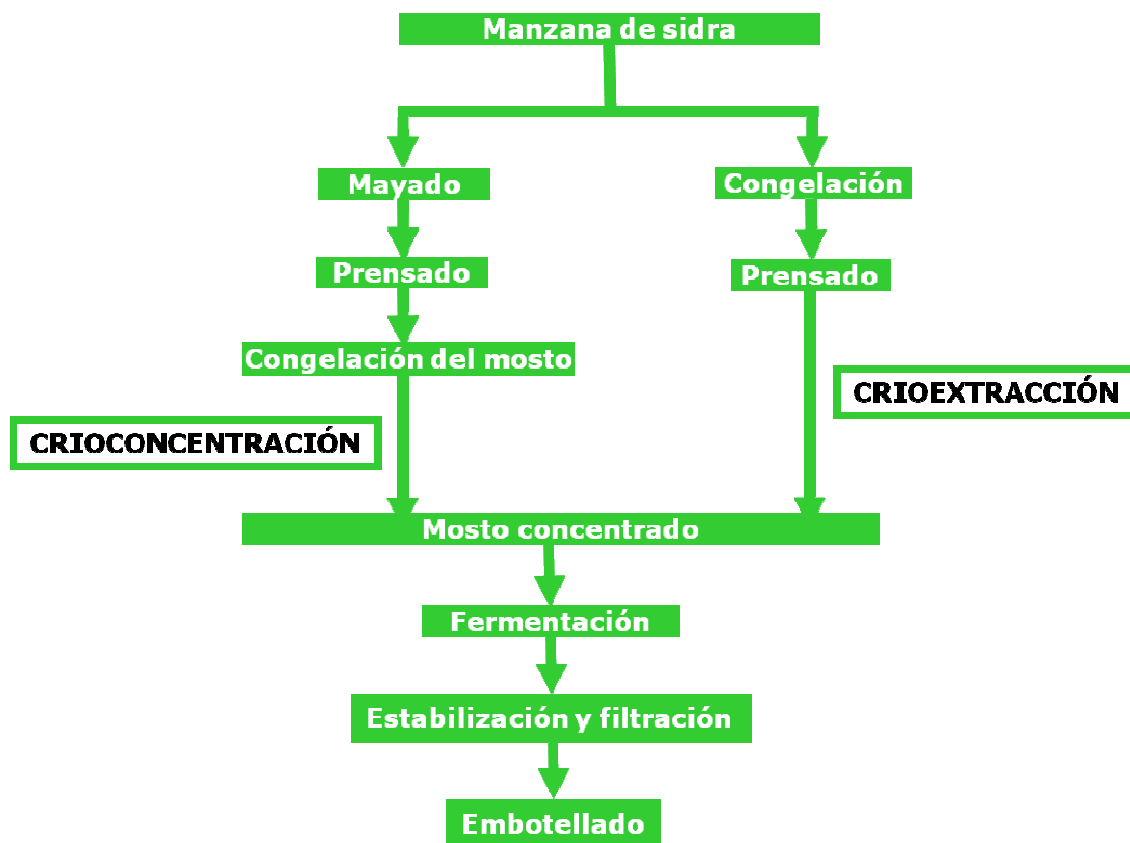 Manzana de sidra
Mayado
Congelación
Prensado
Prensado
Congelación del mosto
CRIOEXTRACCIÓN
CRIOCONCENTRACIÓN
Mosto concentrado
Fermentación
Estabilización y filtración
Embotellado